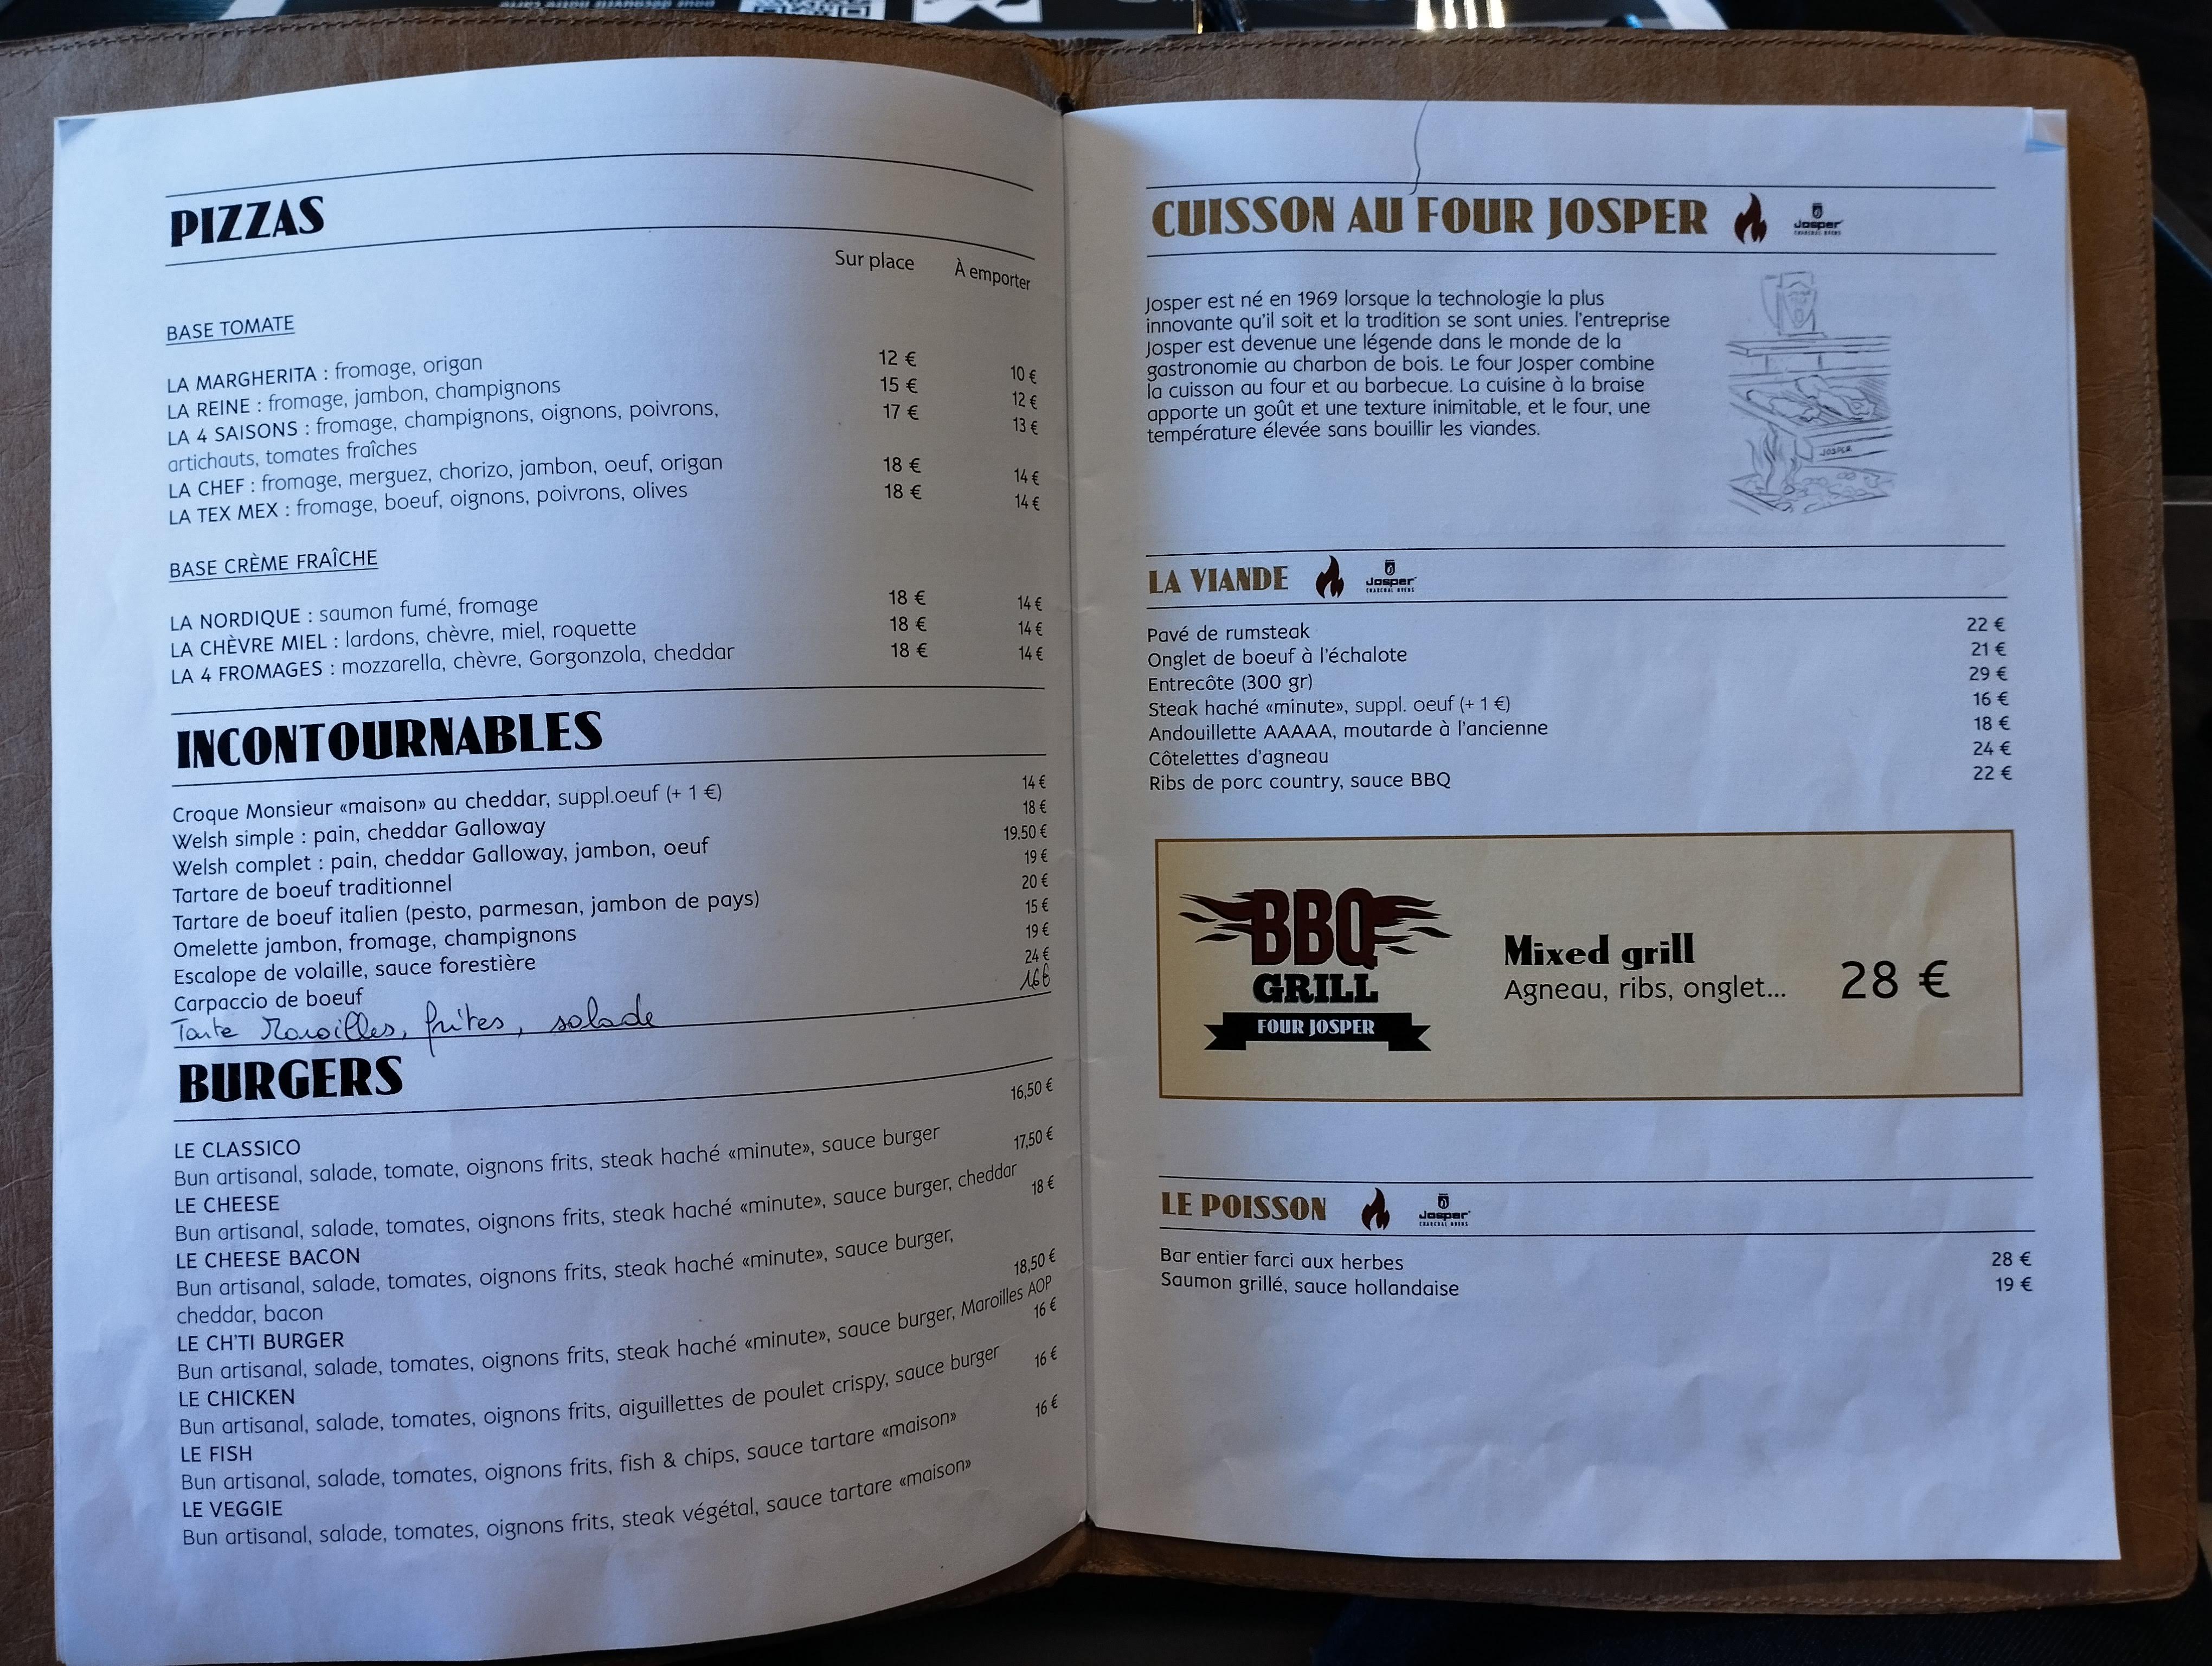 PIZZAS
Sur place À emporter
BASE TOMATE
LA MARGHERITA : fromage, origan 12 € 10 €
LA REINE : fromage, jambon, champignons 15 € 12 €
LA 4 SAISONS : fromage, champignons, oignons, poivrons, 17 € 13 €
artichauts, tomates fraîches
LA CHEF : fromage, merguez, chorizo, jambon, oeuf, origan 18 € 14 €
LA TEX MEX : fromage, boeuf, oignons, poivrons, olives 18 € 14 €
BASE CRÈME FRAÎCHE
LA NORDIQUE : saumon fumé, fromage 18 € 14 €
LA CHÈVRE MIEL : lardons, chèvre, miel, roquette 18 € 14 €
LA 4 FROMAGES : mozzarella, chèvre, Gorgonzola, cheddar 18 € 14 €
INCONTOURNABLES
Croque Monsieur «maison» au cheddar, suppl.oeuf (+ 1 €) 14 €
Welsh simple : pain, cheddar Galloway 18 €
Welsh complet : pain, cheddar Galloway, jambon, oeuf 19.50 €
Tartare de boeuf traditionnel 19 €
Tartare de boeuf italien (pesto, parmesan, jambon de pays) 20 €
Omelette jambon, fromage, champignons 15 €
Escalope de volaille, sauce forestière 19 €
Carpaccio de boeuf 24 €
Tarte Maroilles, frites, salade 16€
BURGERS
LE CLASSICO 16,50 €
Bun artisanal, salade, tomate, oignons frits, steak haché «minute», sauce burger
LE CHEESE 17,50 €
Bun artisanal, salade, tomates, oignons frits, steak haché «minute», sauce burger, cheddar
LE CHEESE BACON 18 €
Bun artisanal, salade, tomates, oignons frits, steak haché «minute», sauce burger,
cheddar, bacon
LE CH'TI BURGER 18,50 €
Bun artisanal, salade, tomates, oignons frits, steak haché «minute», sauce burger, Maroilles AOP
LE CHICKEN 16 €
Bun artisanal, salade, tomates, oignons frits, aiguillettes de poulet crispy, sauce burger
LE FISH 16 €
Bun artisanal, salade, tomates, oignons frits, fish & chips, sauce tartare «maison»
LE VEGGIE 16 €
Bun artisanal, salade, tomates, oignons frits, steak végétal, sauce tartare «maison»
CUISSON AU FOUR JOSPER Josper CHARCOAL OVENS
Josper est né en 1969 lorsque la technologie la plus
innovante qu'il soit et la tradition se sont unies. l'entreprise
Josper est devenue une légende dans le monde de la
gastronomie au charbon de bois. Le four Josper combine
la cuisson au four et au barbecue. La cuisine à la braise
apporte un goût et une texture inimitable, et le four, une
température élevée sans bouillir les viandes.
JOSPER
LA VIANDE Josper CHARCOAL OVENS
Pavé de rumsteak 22 €
Onglet de boeuf à l'échalote 21 €
Entrecôte (300 gr) 29 €
Steak haché «minute», suppl. oeuf (+ 1 €) 16 €
Andouillette AAAAA, moutarde à l'ancienne 18 €
Côtelettes d'agneau 24 €
Ribs de porc country, sauce BBQ 22 €
BBQ
GRILL
FOUR JOSPER
Mixed grill
Agneau, ribs, onglet... 28 €
LE POISSON Josper CHARCOAL OVENS
Bar entier farci aux herbes 28 €
Saumon grillé, sauce hollandaise 19 €